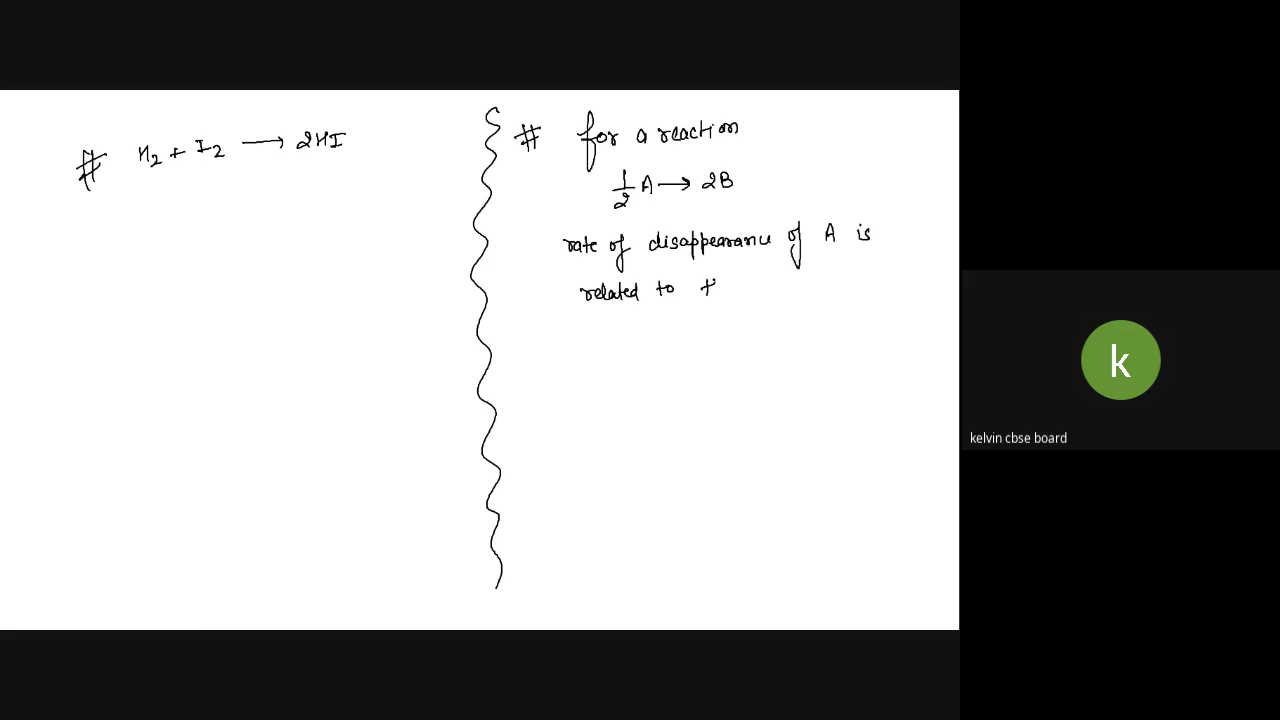 # H₂ + I₂ ⟶ 2HI
# for a reaction
1/2 A ⟶ 2B
rate of disappearance of A is
related to
k
kelvin cbse board